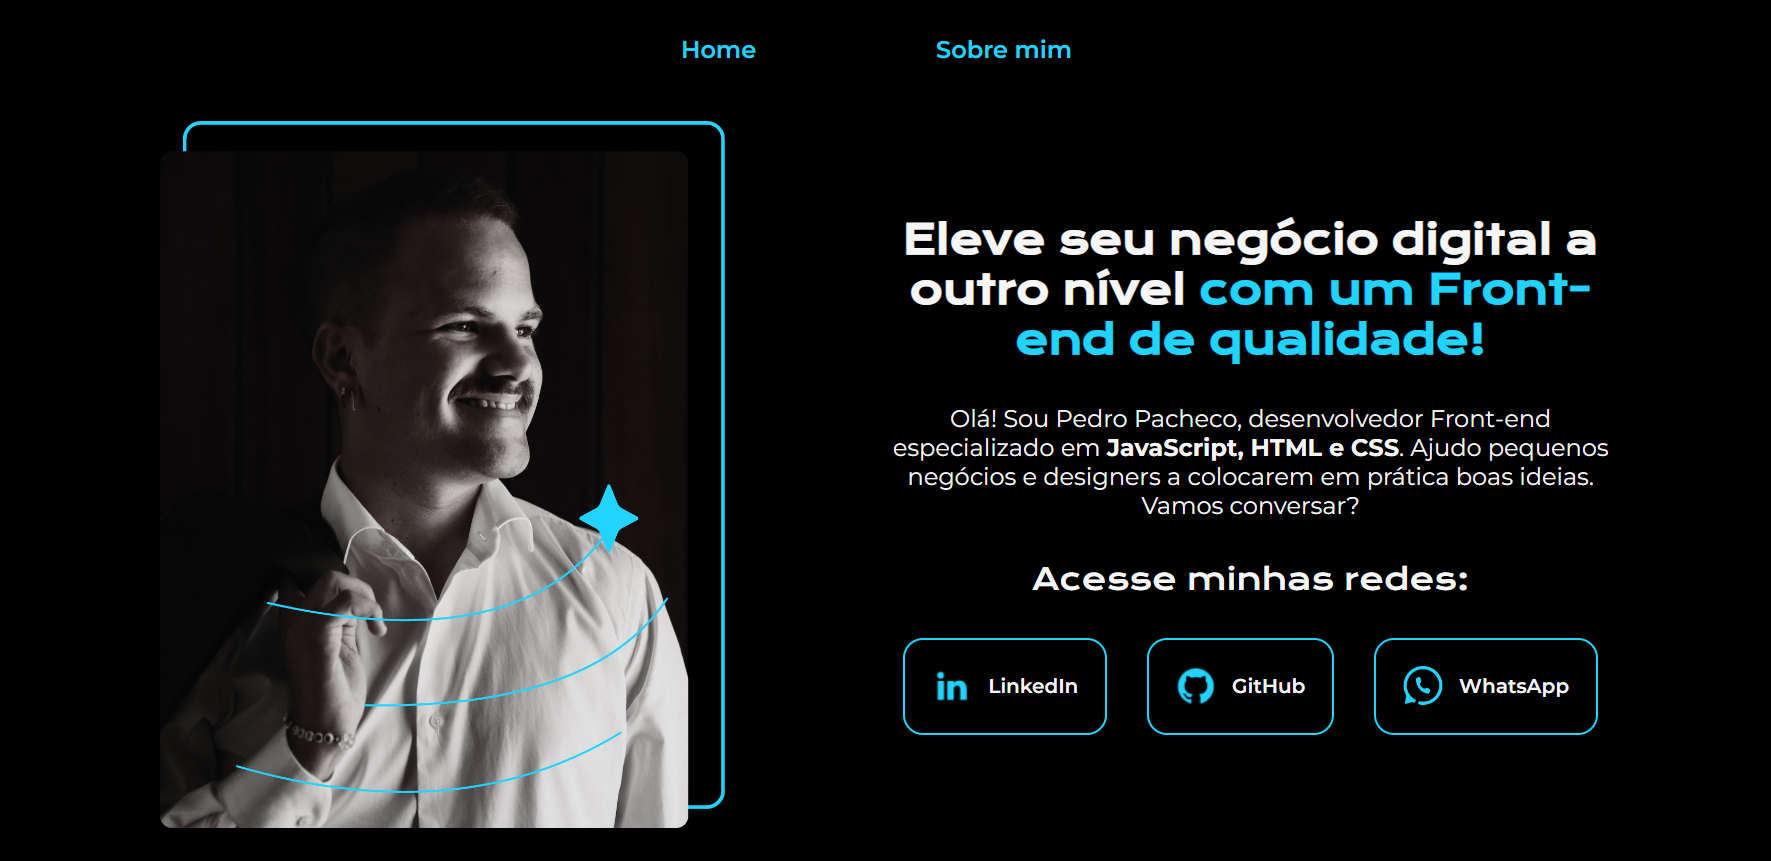 Home
Sobre mim
Eleve seu negócio digital a
outro nível com um Front-
end de qualidade!
Olá! Sou Pedro Pacheco, desenvolvedor Front-end
especializado em JavaScript, HTML e CSS. Ajudo pequenos
negócios e designers a colocarem em prática boas ideias.
Vamos conversar?
Acesse minhas redes:
LinkedIn
GitHub
WhatsApp